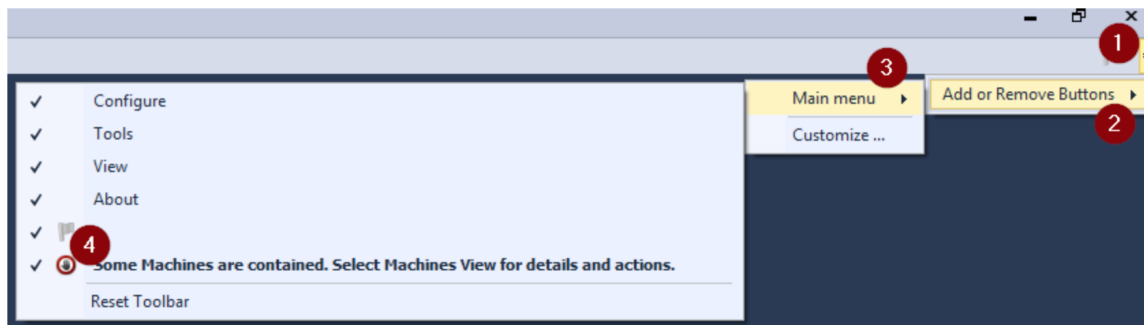 1
3
Configure
Main menu
Add or Remove Buttons
2
Tools
Customize ...
View
About
4
Some Machines are contained. Select Machines View for details and actions.
Reset Toolbar